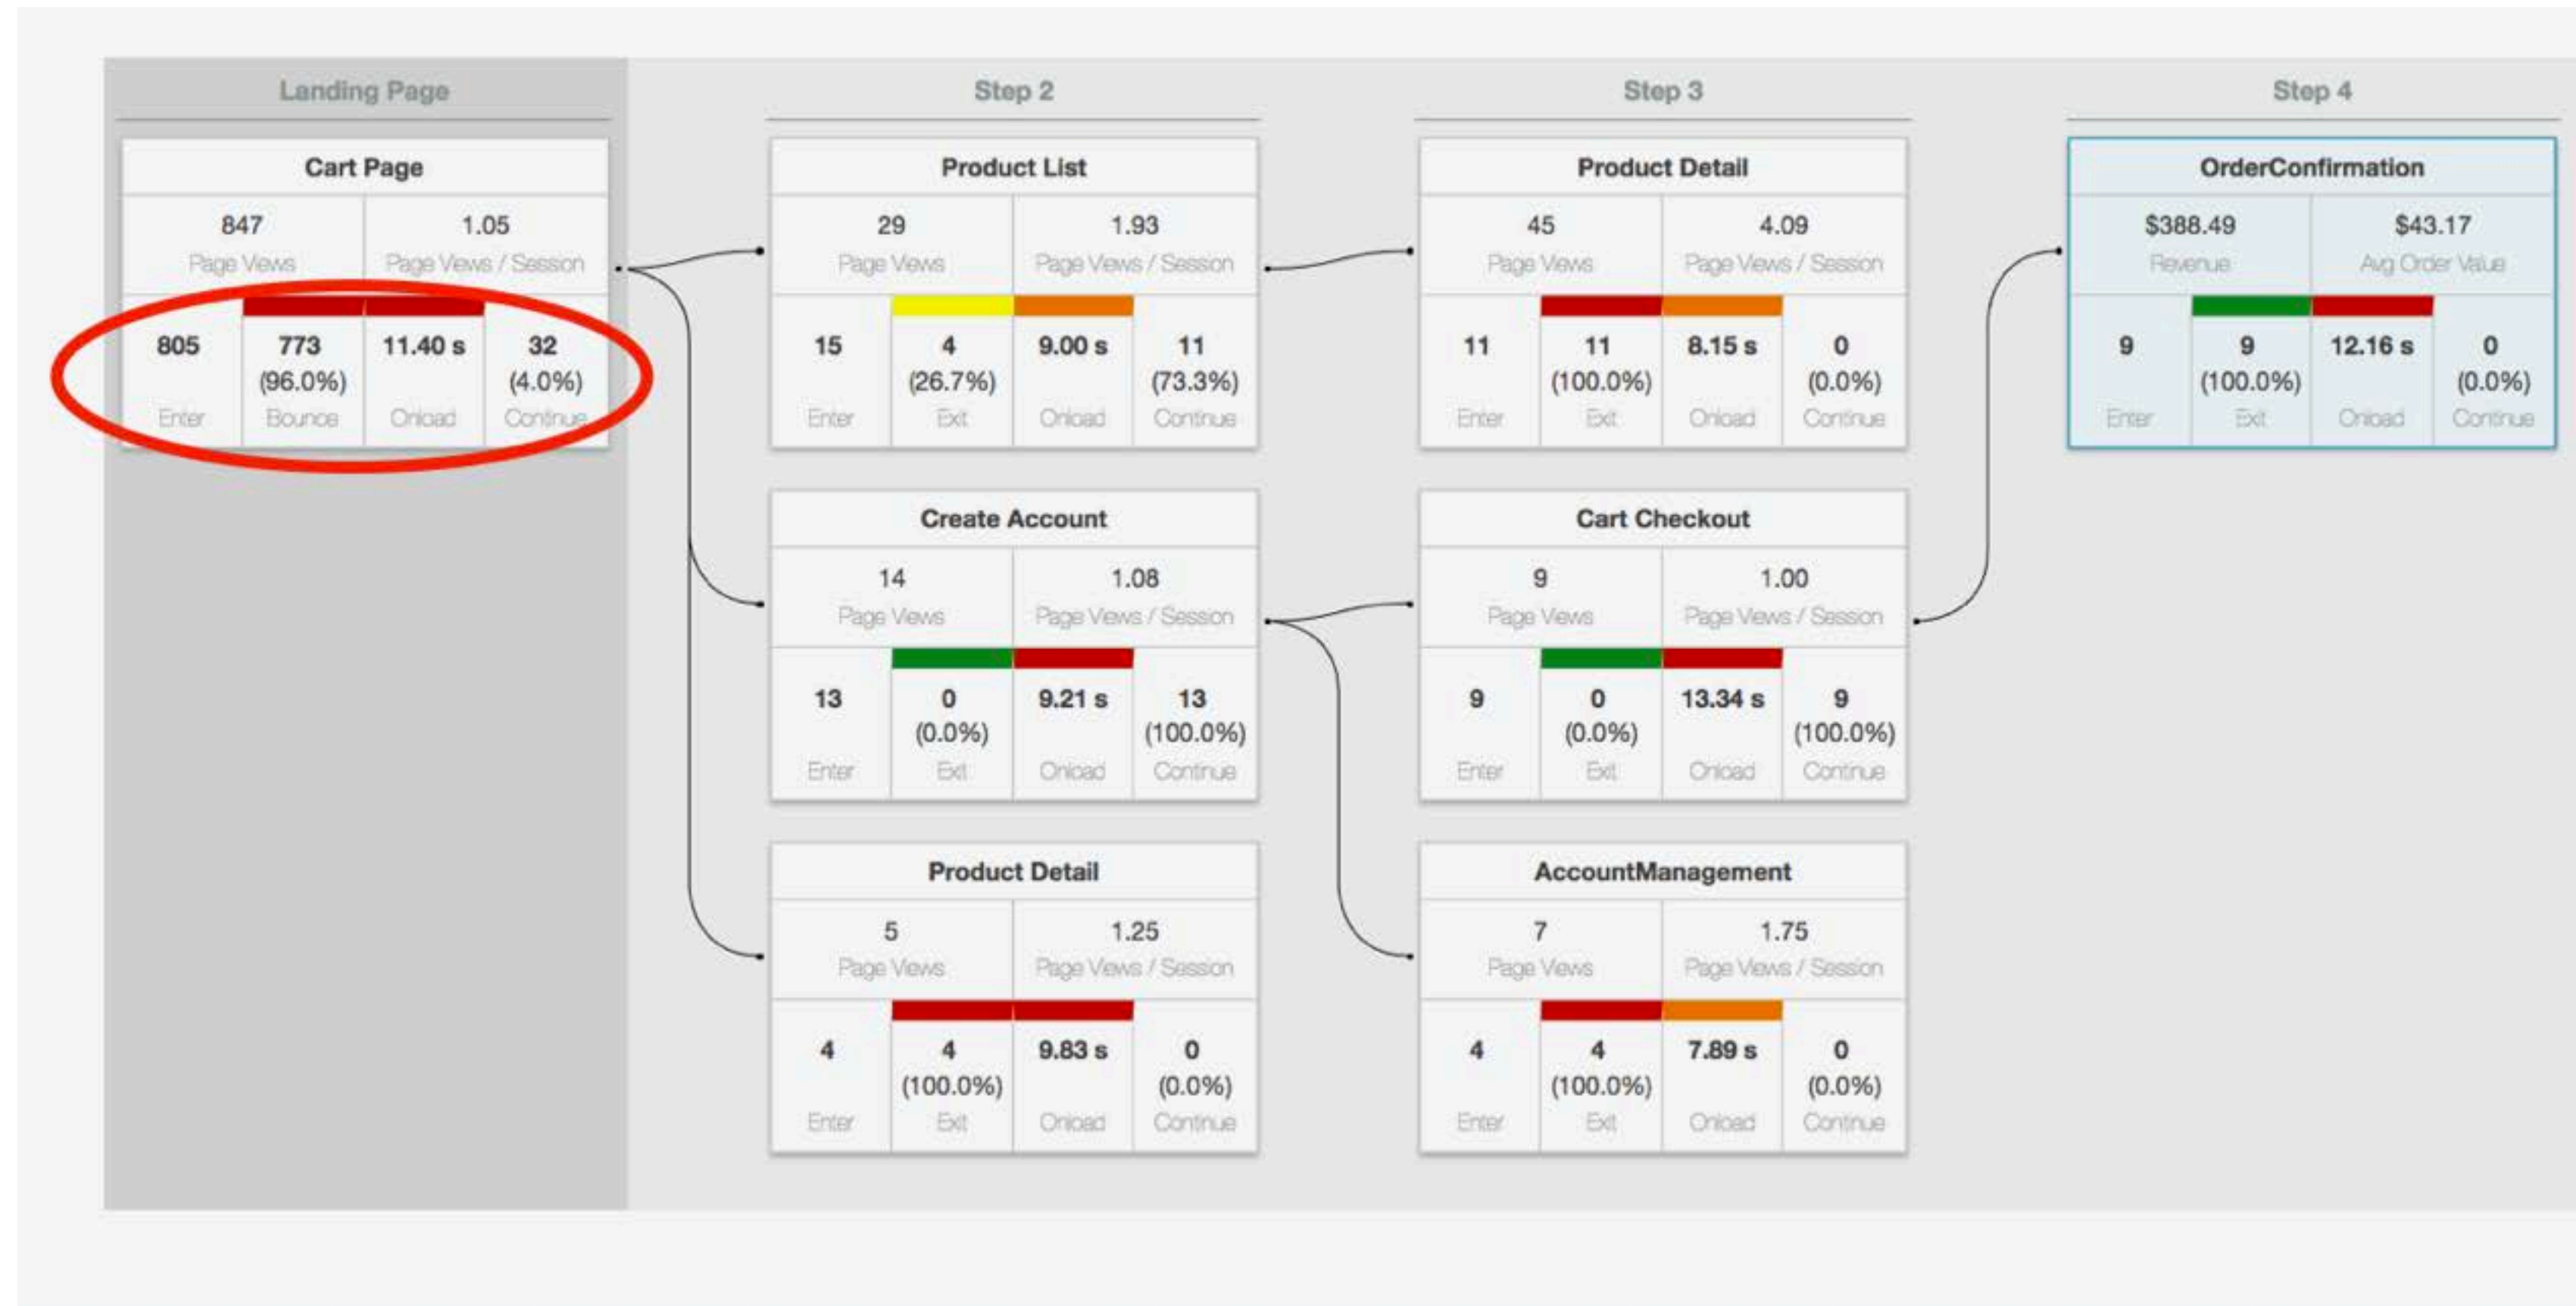 Landing Page
Step 2
Step 3
Step 4
Cart Page
847
1.05
Page Views
Page Views / Session
805
773
11.40 s
32
(96.0%)
(4.0%)
Enter
Bounce
Onload
Continue
Product List
29
1.93
Page Views
Page Views / Session
15
4
9.00 s
11
(26.7%)
(73.3%)
Enter
Exit
Onload
Continue
Product Detail
45
4.09
Page Views
Page Views / Session
11
11
8.15 s
0
(100.0%)
(0.0%)
Enter
Exit
Onload
Continue
OrderConfirmation
$388.49
$43.17
Revenue
Avg Order Value
9
9
12.16 s
0
(100.0%)
(0.0%)
Enter
Exit
Onload
Continue
Create Account
14
1.08
Page Views
Page Views / Session
13
0
9.21 s
13
(0.0%)
(100.0%)
Enter
Exit
Onload
Continue
Cart Checkout
9
1.00
Page Views
Page Views / Session
9
0
13.34 s
9
(0.0%)
(100.0%)
Enter
Exit
Onload
Continue
Product Detail
5
1.25
Page Views
Page Views / Session
4
4
9.83 s
0
(100.0%)
(0.0%)
Enter
Exit
Onload
Continue
AccountManagement
7
1.75
Page Views
Page Views / Session
4
4
7.89 s
0
(100.0%)
(0.0%)
Enter
Exit
Onload
Continue